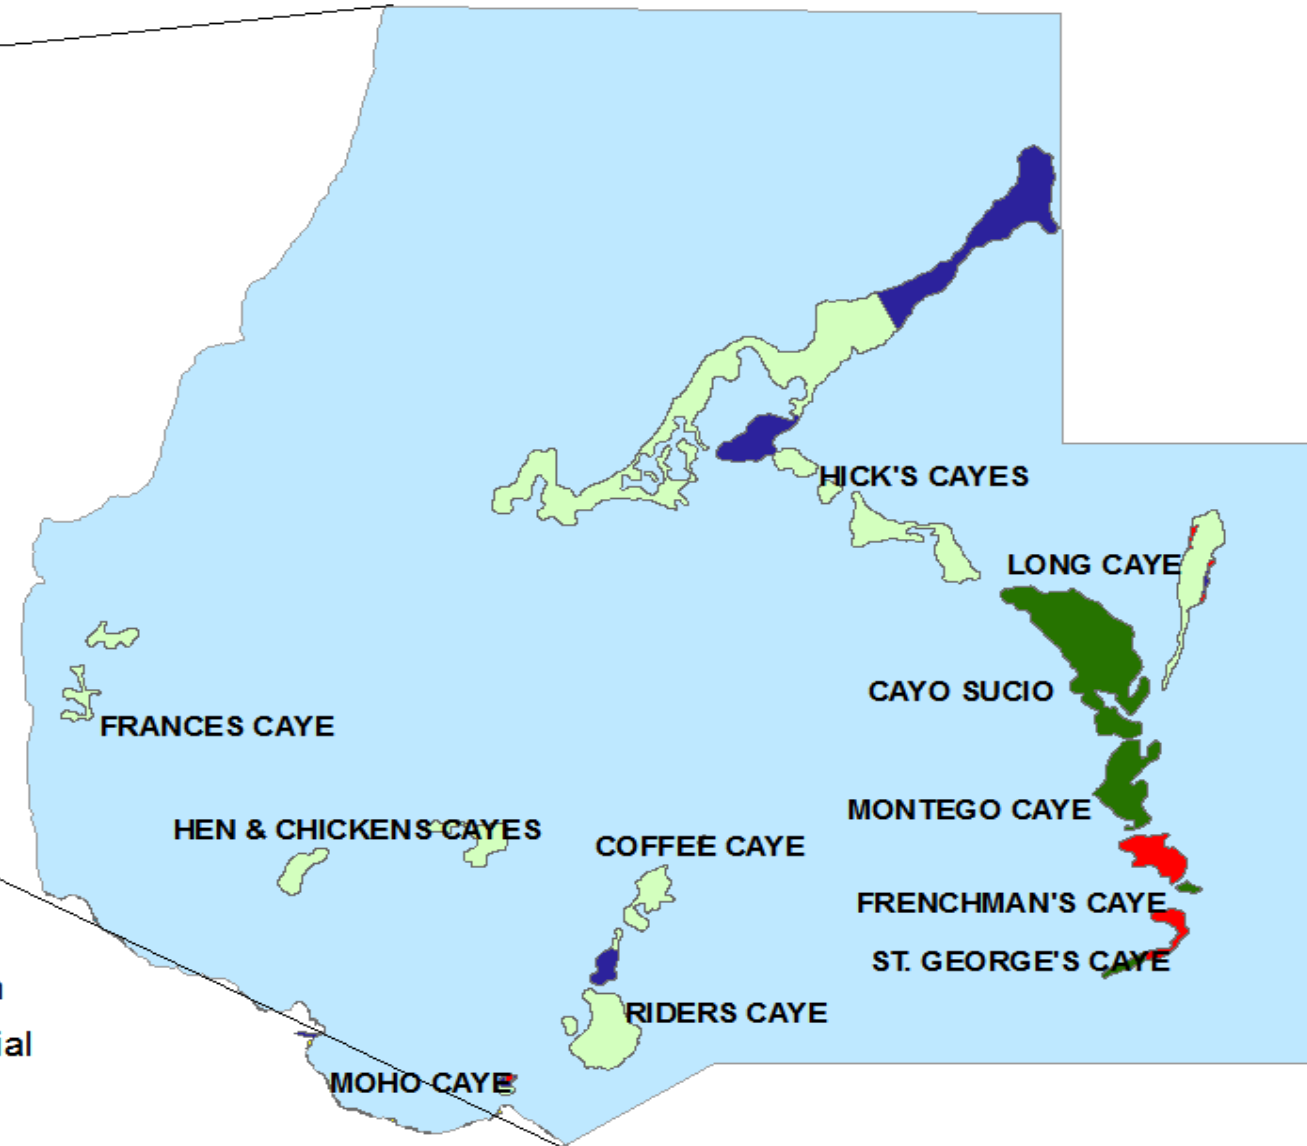 HICK'S CAYES
LONG CAYE
CAYO SUCIO
FRANCES CAYE
MONTEGO CAYE
HEN & CHICKENS CAYES
COFFEE CAYE
FRENCHMAN'S CAYE
ST. GEORGE'S CAYE
RIDERS CAYE
MOHO CAYE